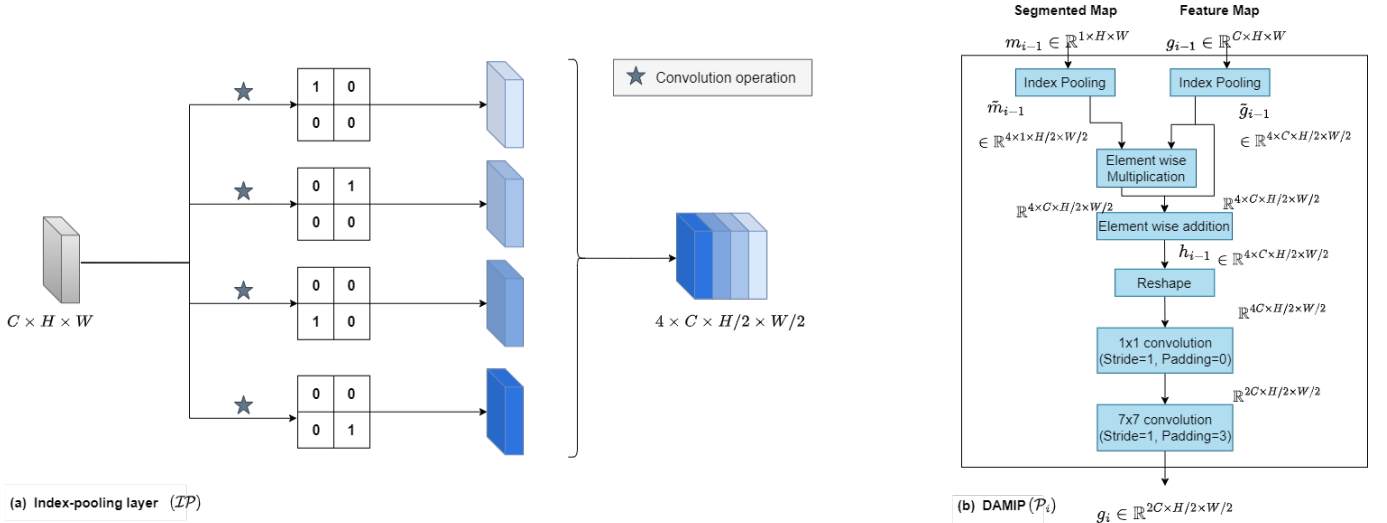 C × H × W
1 0
0 0
0 1
0 0
0 0
1 0
0 0
0 1
★ Convolution operation
4 × C × H/2 × W/2
(a) Index-pooling layer (𝓘𝓟)
Segmented Map Feature Map
m_{i−1} ∈ ℝ^{1×H×W} g_{i−1} ∈ ℝ^{C×H×W}
Index Pooling Index Pooling
m̃_{i−1} g̃_{i−1}
∈ ℝ^{4×1×H/2×W/2} ∈ ℝ^{4×C×H/2×W/2}
Element wise
Multiplication
ℝ^{4×C×H/2×W/2} ℝ^{4×C×H/2×W/2}
Element wise addition
h_{i−1} ∈ ℝ^{4×C×H/2×W/2}
Reshape
ℝ^{4C×H/2×W/2}
1x1 convolution
(Stride=1, Padding=0)
ℝ^{2C×H/2×W/2}
7x7 convolution
(Stride=1, Padding=3)
(b) DAMIP (𝓟_i)
g_i ∈ ℝ^{2C×H/2×W/2}